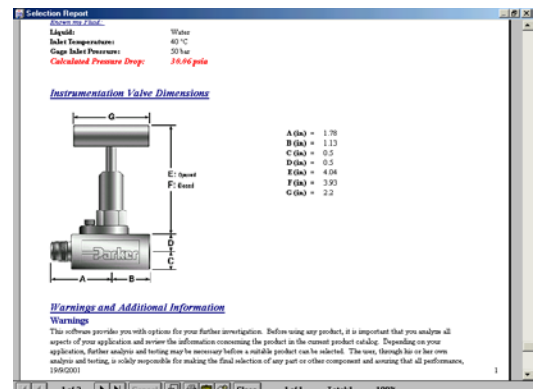 Selection Report
Liquid: Water
Inlet Temperature: 40 °C
Gage Inlet Pressure: 50 bar
Calculated Pressure Drop: 36.06 psia
Instrumentation Valve Dimensions
G
A (in) = 1.78
B (in) = 1.13
C (in) = 0.5
D (in) = 0.5
E (in) = 4.04
F (in) = 3.93
G (in) = 2.2
E: Opened
F: Closed
Parker
D
C
A
B
Warnings and Additional Information
Warnings
This software provides you with options for your further investigation. Before using any product, it is important that you analyze all
aspects of your application and review the information concerning the product in the current product catalog. Depending on your
application, further analysis and testing may be necessary before a suitable product can be selected. The user, through his or her own
analysis and testing, is solely responsible for making the final selection of any part or other component and assuring that all performance,
19/9/2001
1
Close
100%